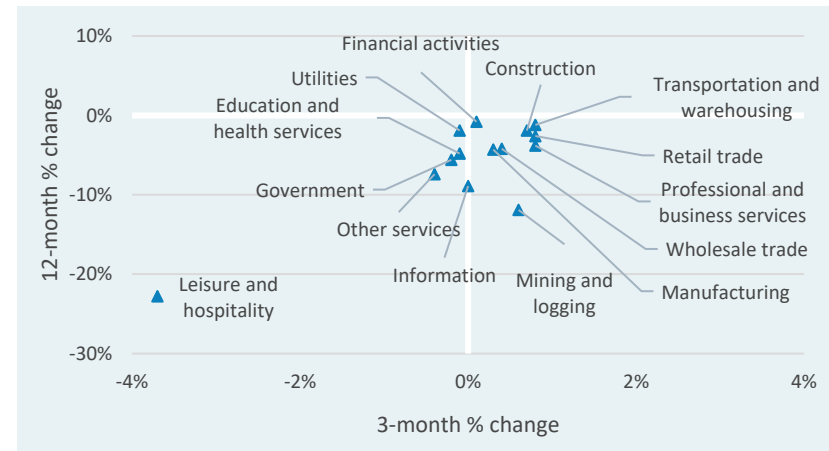 10%
Financial activities
Construction
Utilities
Transportation and
warehousing
Education and
health services
0%
Retail trade
Government
-10%
Professional and
business services
Other services
Wholesale trade
Information
Mining and
logging
Manufacturing
-20%
Leisure and
hospitality
-30%
12-month % change
-4%
-2%
0%
2%
4%
3-month % change